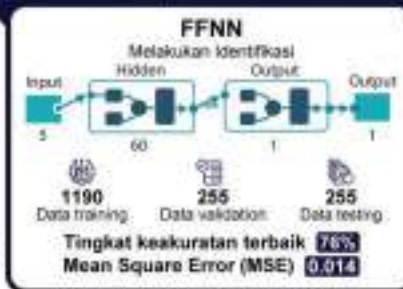 FFNN
Melakukan Identifikasi
Hidden Output
Input Output
5 60 1 1
1190 255 255
Data training Data validation Data testing
Tingkat keakuratan terbaik 76%
Mean Square Error (MSE) 0.014